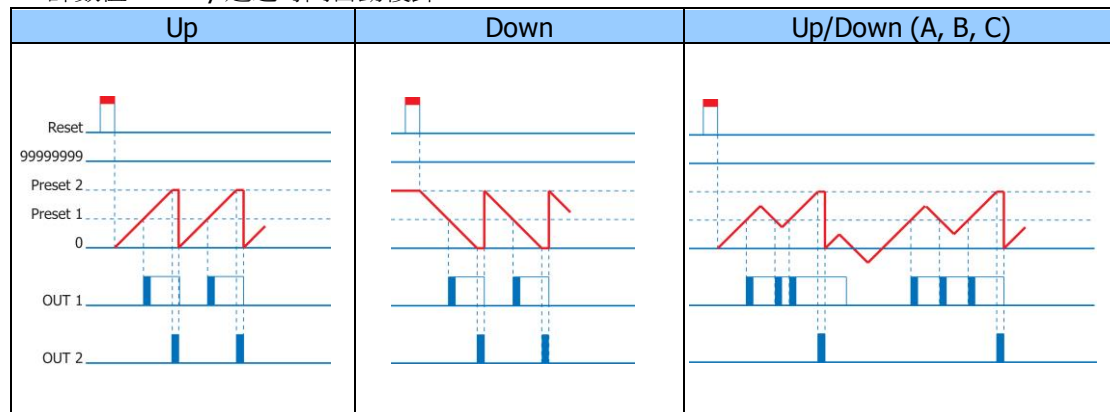 Up Down Up/Down (A, B, C)
Reset
99999999
Preset 2
Preset 1
0
OUT 1
OUT 2